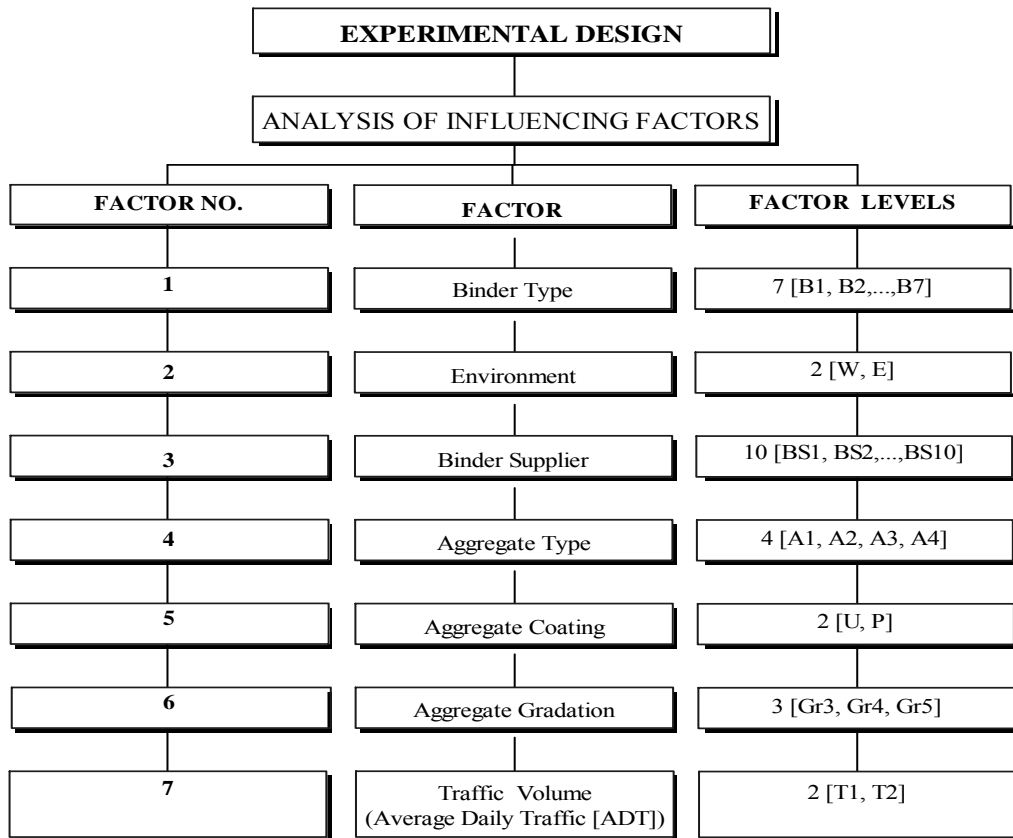 EXPERIMENTAL DESIGN
ANALYSIS OF INFLUENCING FACTORS
FACTOR NO.
FACTOR
FACTOR LEVELS
1
Binder Type
7 [B1, B2,...,B7]
2
Environment
2 [W, E]
3
Binder Supplier
10 [BS1, BS2,...,BS10]
4
Aggregate Type
4 [A1, A2, A3, A4]
5
Aggregate Coating
2 [U, P]
6
Aggregate Gradation
3 [Gr3, Gr4, Gr5]
7
Traffic Volume
(Average Daily Traffic [ADT])
2 [T1, T2]